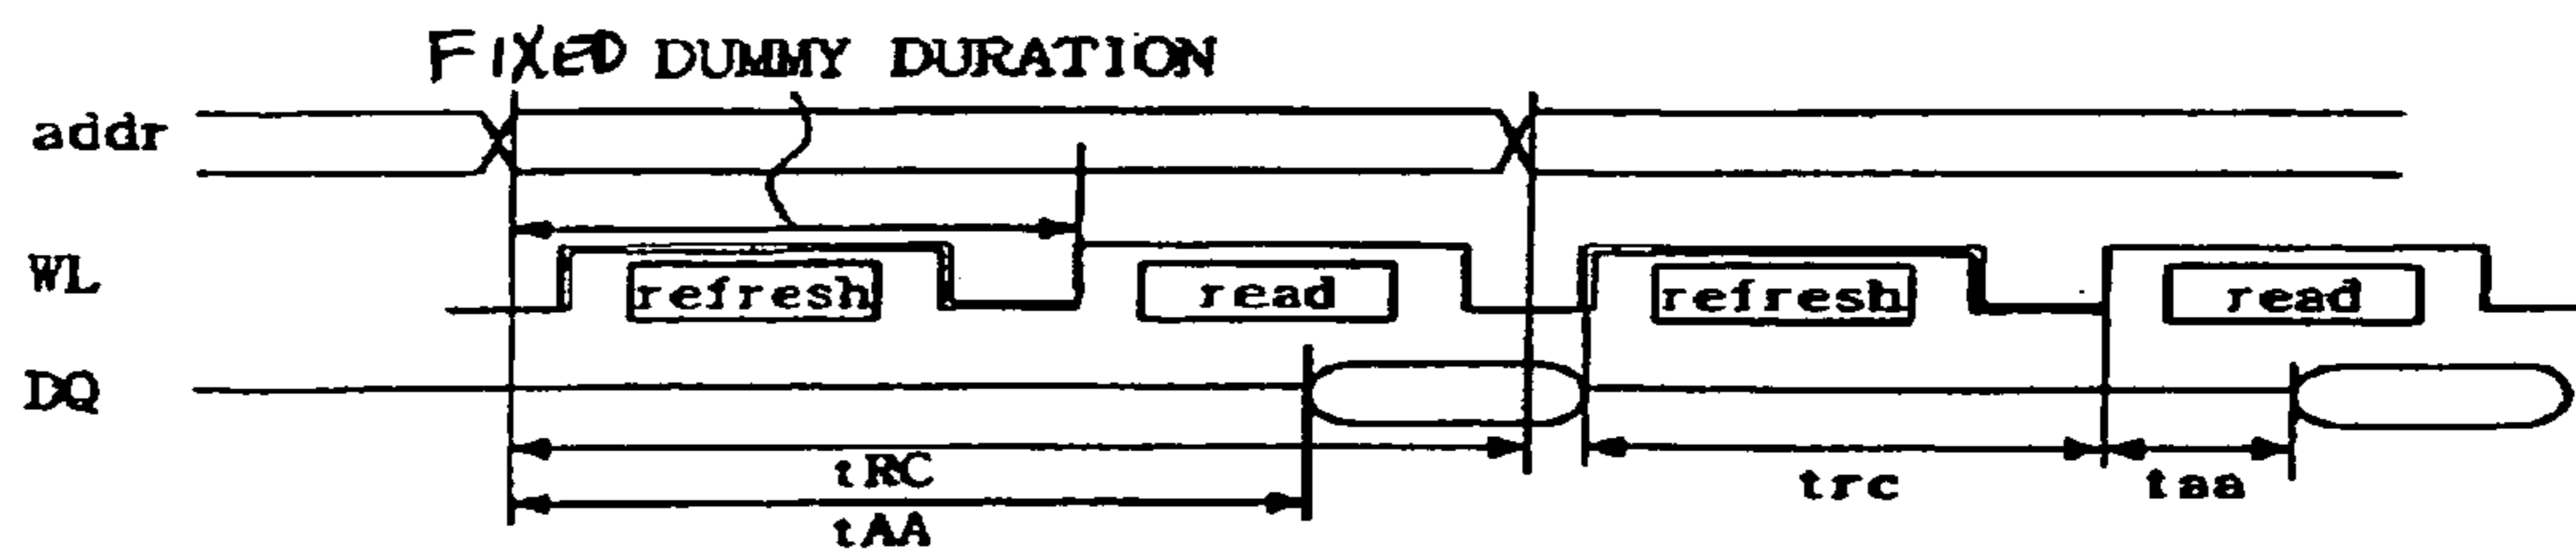 FIXED DUMMY DURATION
addr
WL refresh read refresh read
DQ
tRC trc taa
tAA